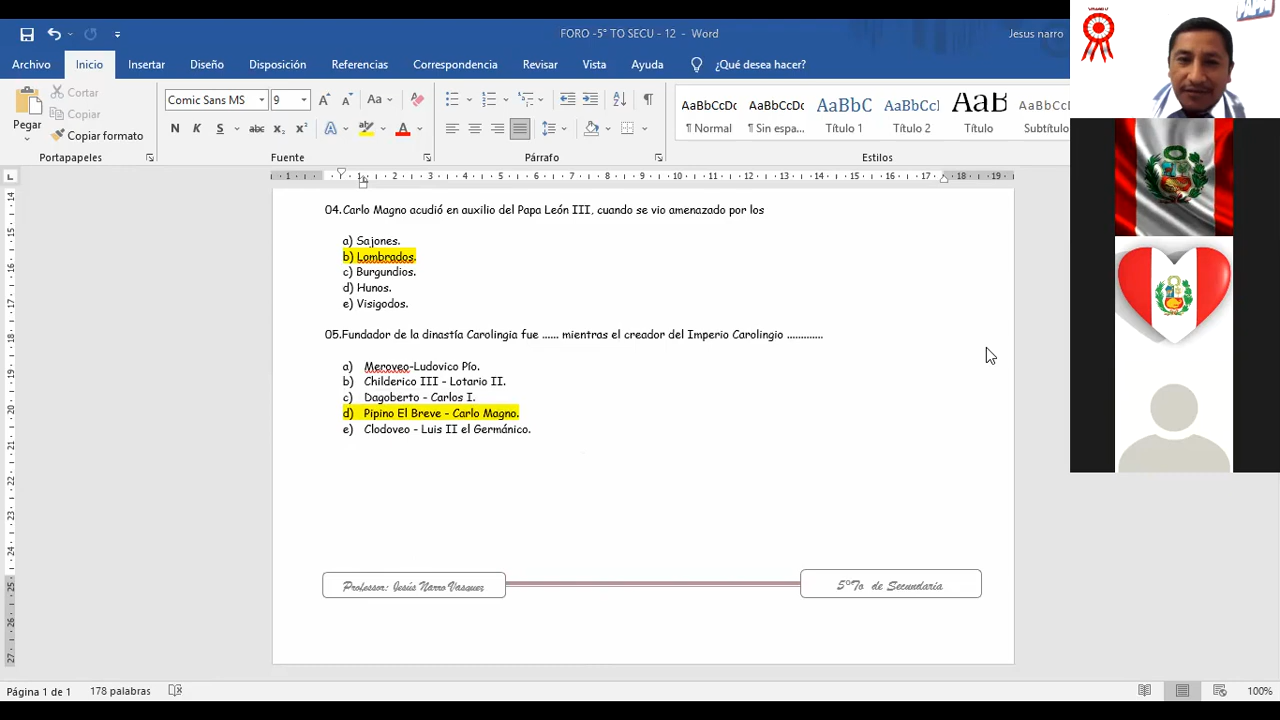 FORO -5° TO SECU - 12 - Word
Jesus narro
Archivo Inicio Insertar Diseño Disposición Referencias Correspondencia Revisar Vista Ayuda ¿Qué desea hacer?
Pegar
Cortar
Copiar
Copiar formato
Comic Sans MS 9
N K S abc x₂ x²
AaBbCcDc AaBbCcDc AaBbC AaBbCcI AaB AaBbCcD
¶ Normal ¶ Sin espa... Título 1 Título 2 Título Subtítulo
Portapapeles Fuente Párrafo Estilos
04.Carlo Magno acudió en auxilio del Papa León III, cuando se vio amenazado por los
a) Sajones.
b) Lombrados.
c) Burgundios.
d) Hunos.
e) Visigodos.
05.Fundador de la dinastía Carolingia fue ...... mientras el creador del Imperio Carolingio .............
a) Meroveo-Ludovico Pío.
b) Childerico III - Lotario II.
c) Dagoberto - Carlos I.
d) Pipino El Breve - Carlo Magno.
e) Clodoveo - Luis II el Germánico.
Professor: Jesús Narro Vasquez
5°To de Secundaria
Página 1 de 1 178 palabras 100%